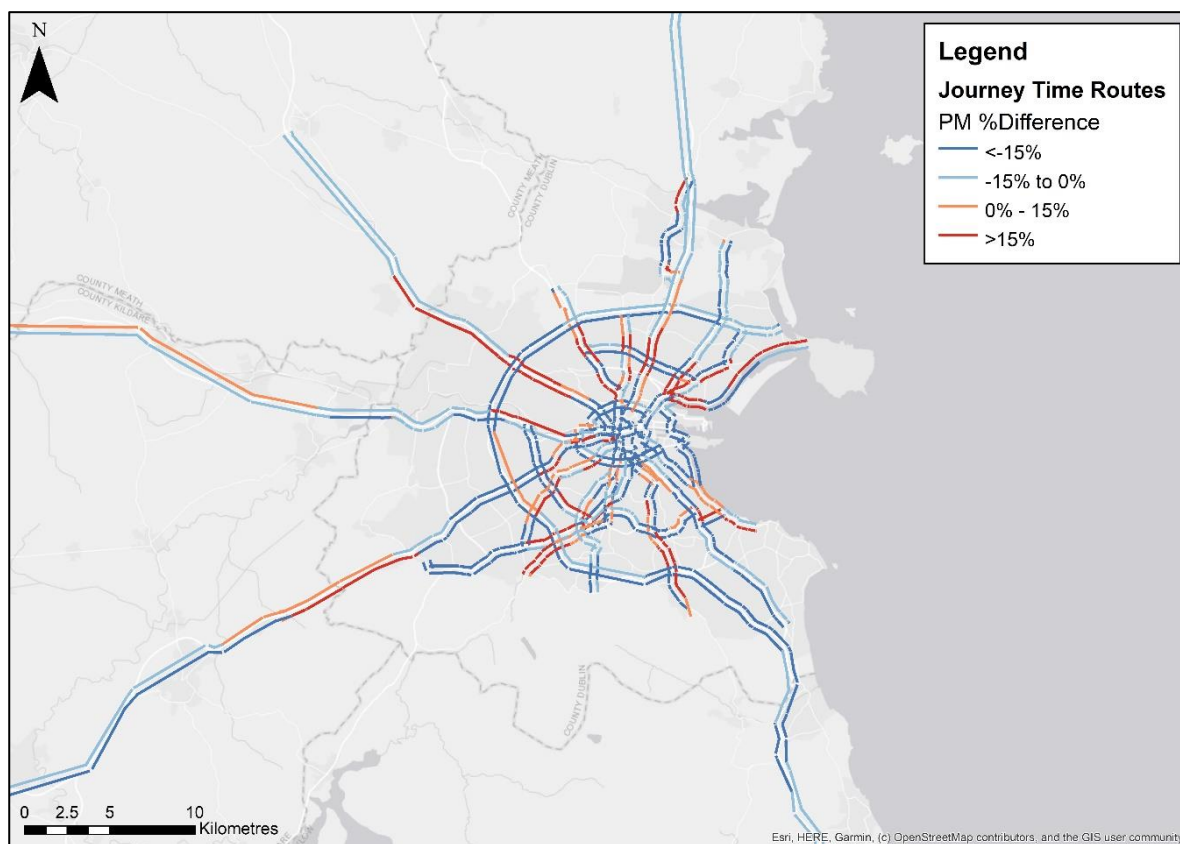 N
Legend
Journey Time Routes
PM %Difference
<-15%
-15% to 0%
0% - 15%
>15%
COUNTY MEATH
COUNTY DUBLIN
COUNTY MEATH
COUNTY KILDARE
COUNTY DUBLIN
0 2.5 5 10
Kilometres
Esri, HERE, Garmin, (c) OpenStreetMap contributors, and the GIS user community